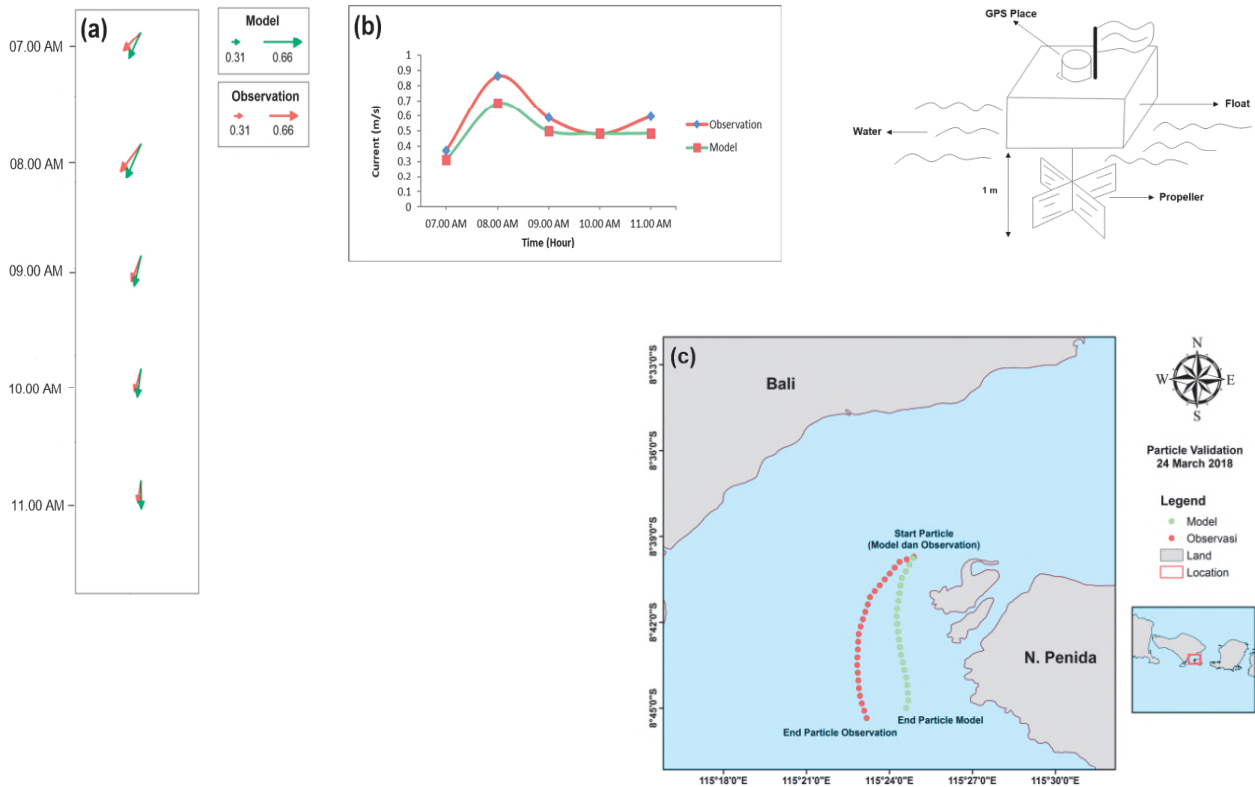 (a)
07.00 AM
08.00 AM
09.00 AM
10.00 AM
11.00 AM
Model
0.31 0.66
Observation
0.31 0.66
(b)
Current (m/s)
1
0.9
0.8
0.7
0.6
0.5
0.4
0.3
0.2
0.1
0
07.00 AM 08.00 AM 09.00 AM 10.00 AM 11.00 AM
Time (Hour)
Observation
Model
GPS Place
Float
Water
1 m
Propeller
(c)
8°33'0"S
8°36'0"S
8°39'0"S
8°42'0"S
8°45'0"S
Bali
Start Particle
(Model dan Observation)
N. Penida
End Particle Model
End Particle Observation
115°18'0"E 115°21'0"E 115°24'0"E 115°27'0"E 115°30'0"E
N
W E
S
Particle Validation
24 March 2018
Legend
Model
Observasi
Land
Location